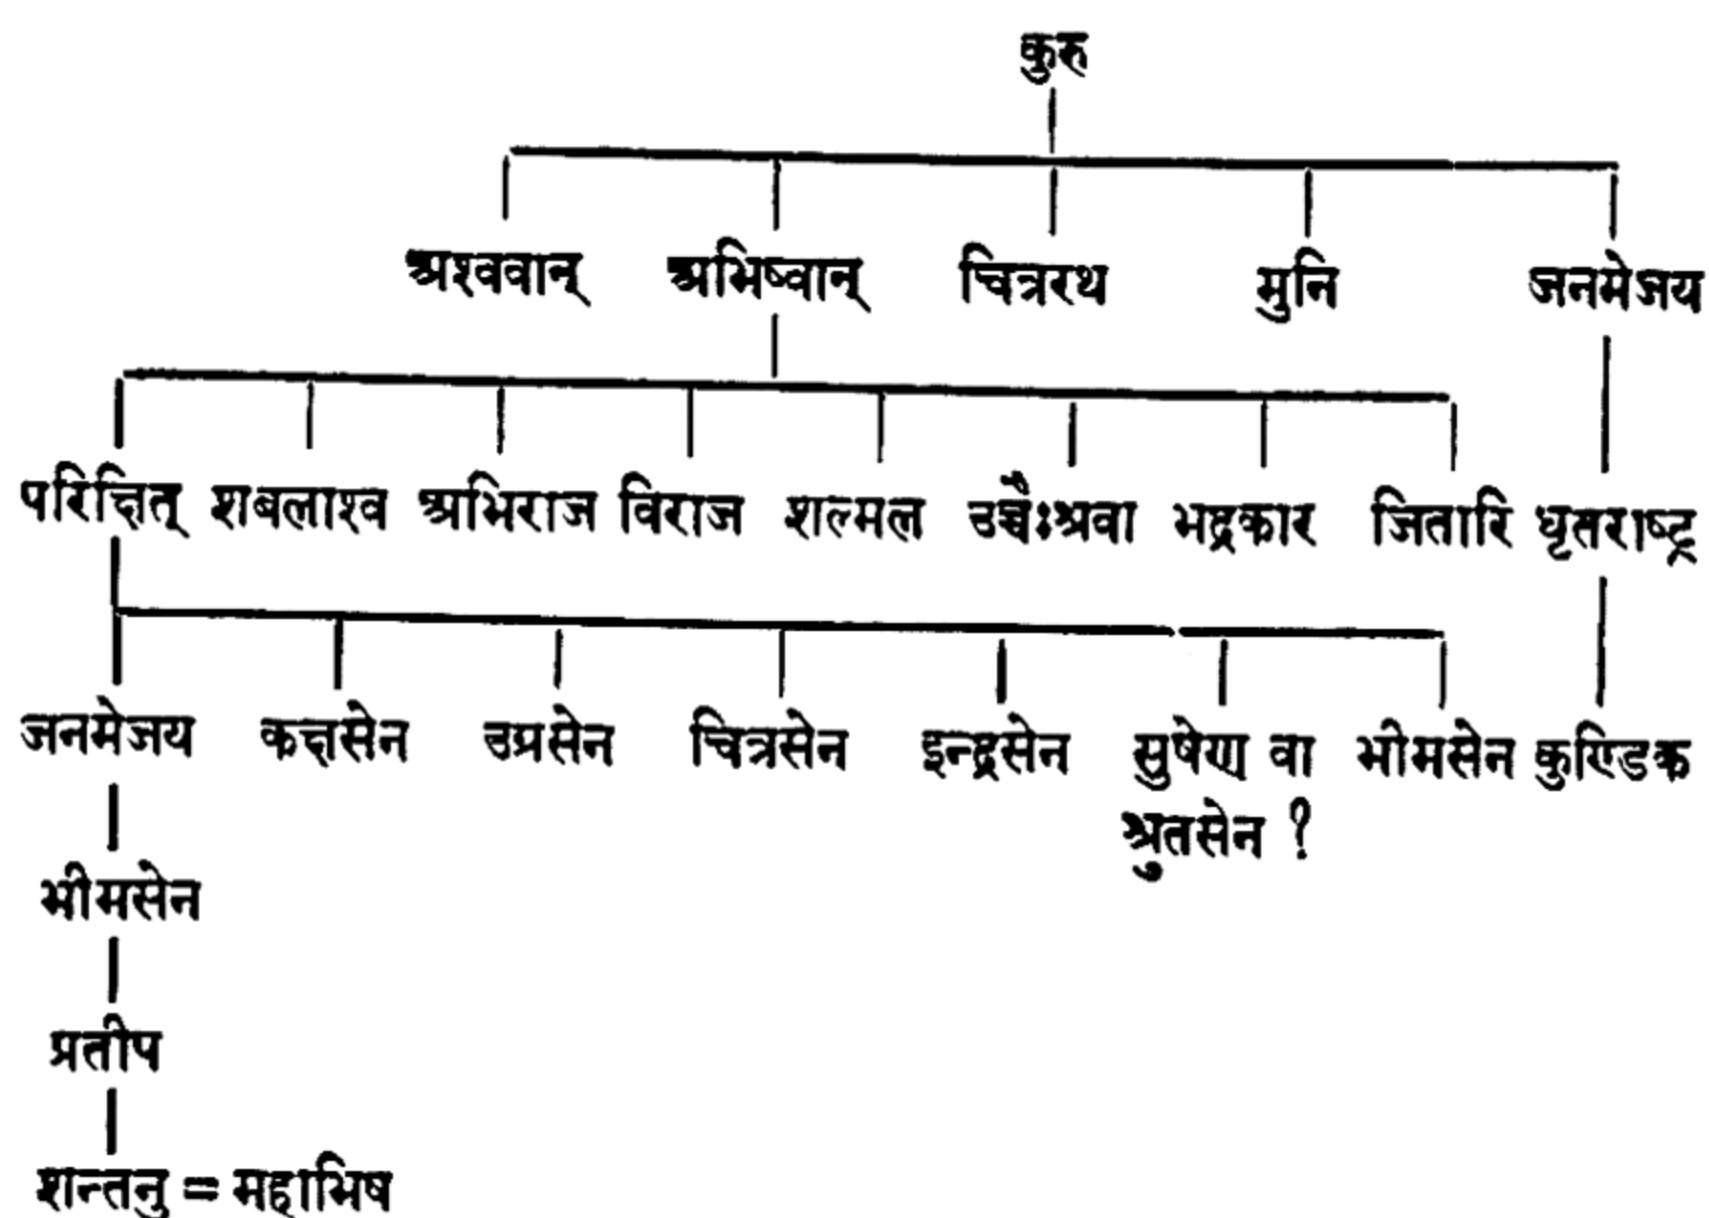 कुरु
अश्ववान् अभिष्वान् चित्ररथ मुनि जनमेजय
परिक्षित् शबलाश्व अभिराज विराज शल्मल उच्चैःश्रवा भद्रकार जितारि धृतराष्ट्र
जनमेजय कक्षसेन उग्रसेन चित्रसेन इन्द्रसेन सुषेण वा भीमसेन कुण्डिक
श्रुतसेन ?
भीमसेन
प्रतीप
शन्तनु = महाभिष